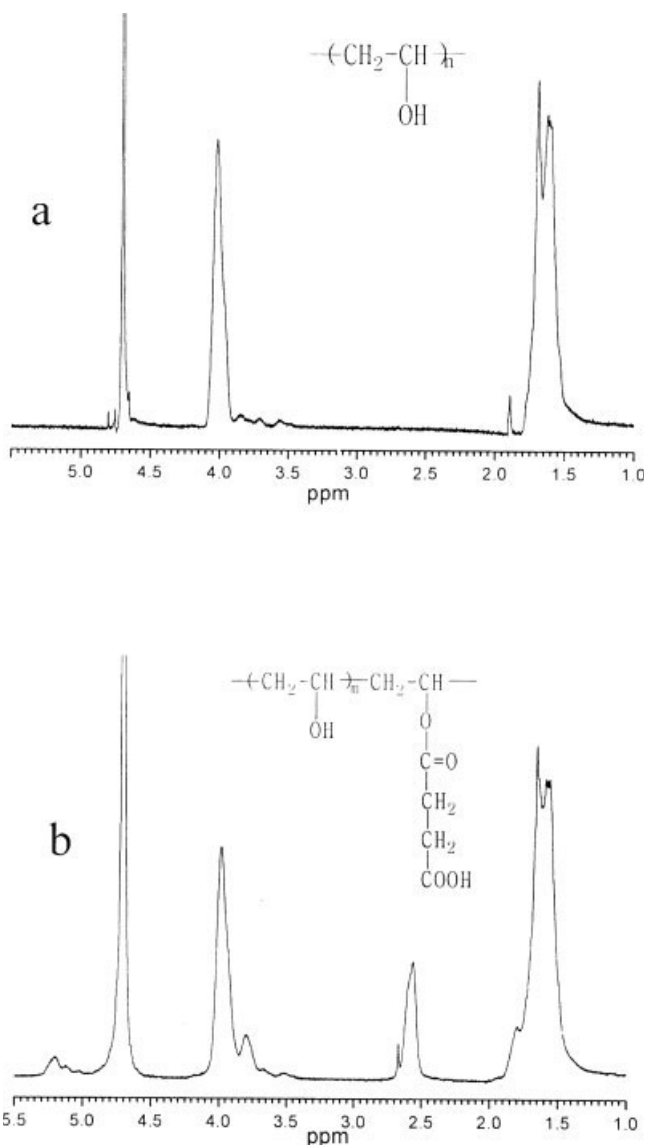 —(CH₂—CH)ₙ—
OH
a
5.0 4.5 4.0 3.5 3.0 2.5 2.0 1.5 1.0
ppm
—(CH₂—CH)ₘ—CH₂—CH—
OH
O
C=O
CH₂
CH₂
COOH
b
5.5 5.0 4.5 4.0 3.5 3.0 2.5 2.0 1.5 1.0
ppm